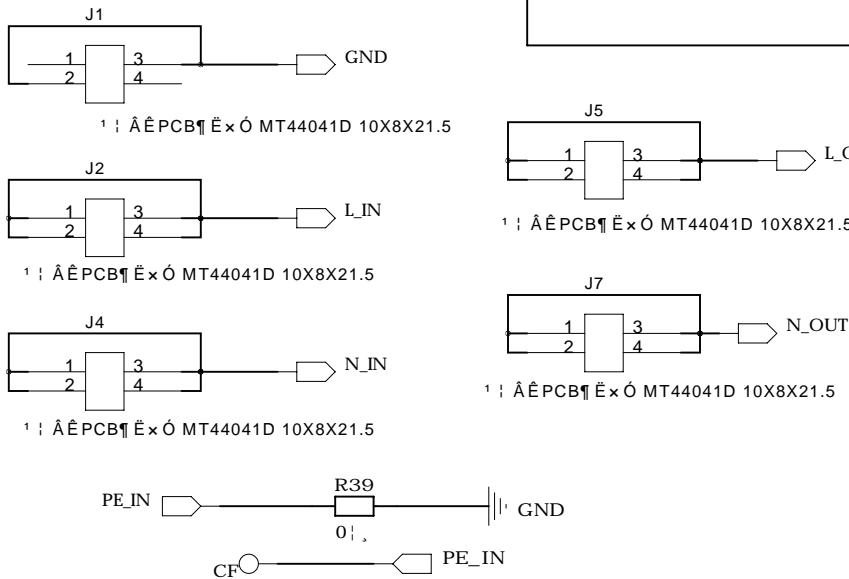 J1
1 3
2 4
GND
¹¦ÂÊPCB¶Ë×Ó MT44041D 10X8X21.5
J2
1 3
2 4
L_IN
¹¦ÂÊPCB¶Ë×Ó MT44041D 10X8X21.5
J4
1 3
2 4
N_IN
¹¦ÂÊPCB¶Ë×Ó MT44041D 10X8X21.5
J5
1 3
2 4
¹¦ÂÊPCB¶Ë×Ó MT44041D 10X8X21.5
J7
1 3
2 4
N_OUT
¹¦ÂÊPCB¶Ë×Ó MT44041D 10X8X21.5
PE_IN
R39
0¦¸
GND
CF
PE_IN